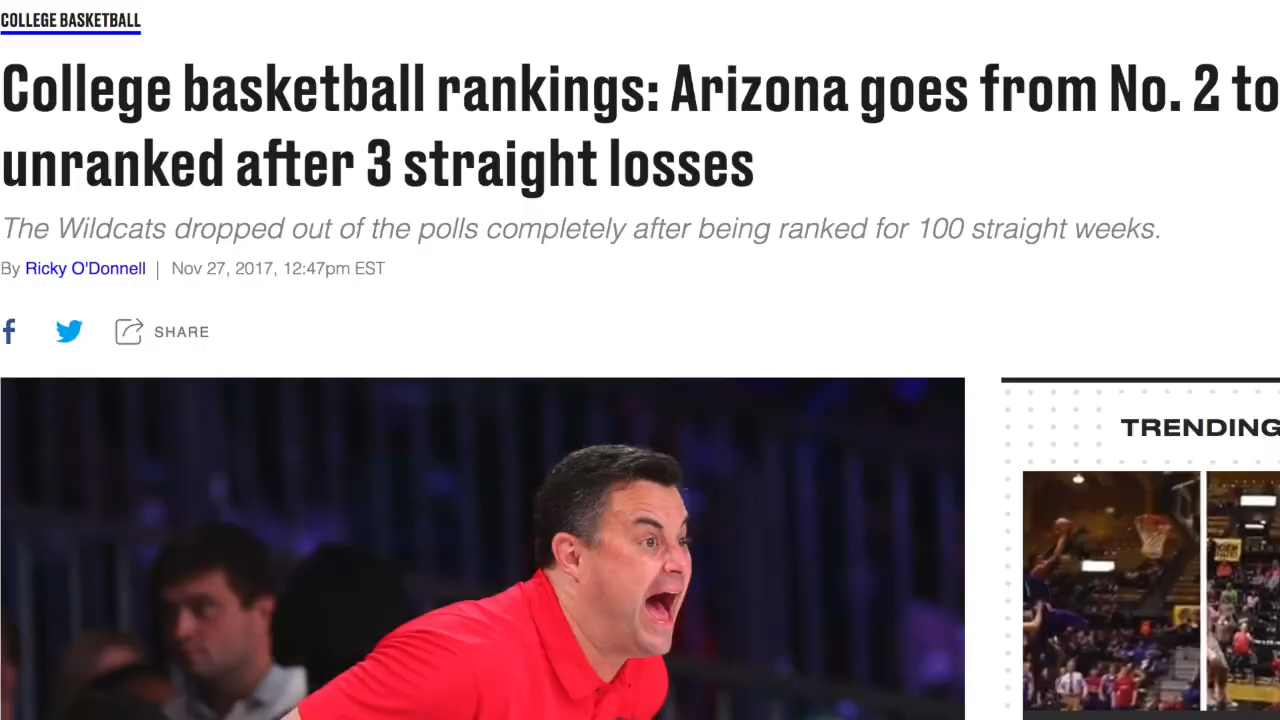 COLLEGE BASKETBALL
College basketball rankings: Arizona goes from No. 2 to
unranked after 3 straight losses
The Wildcats dropped out of the polls completely after being ranked for 100 straight weeks.
By Ricky O'Donnell | Nov 27, 2017, 12:47pm EST
SHARE
TRENDING